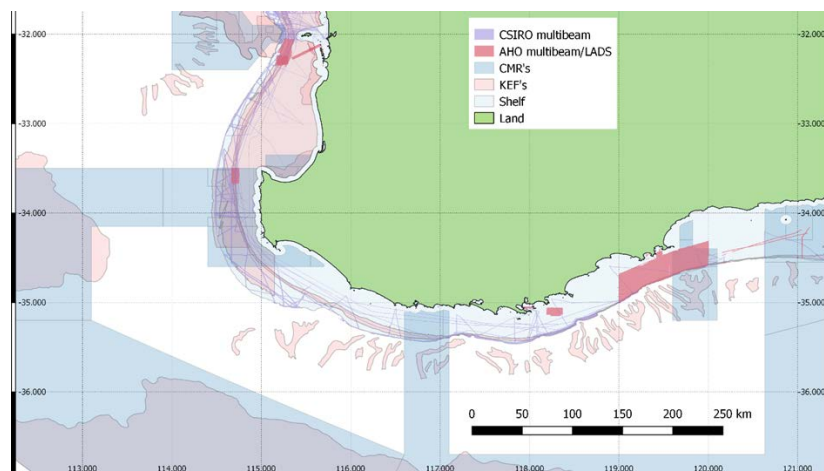 -32.000
-33.000
-34.000
-35.000
-36.000
CSIRO multibeam
AHO multibeam/LADS
CMR's
KEF's
Shelf
Land
-32.000
-33.000
-34.000
-35.000
-36.000
0 50 100 150 200 250 km
113.000 114.000 115.000 116.000 117.000 118.000 119.000 120.000 121.000